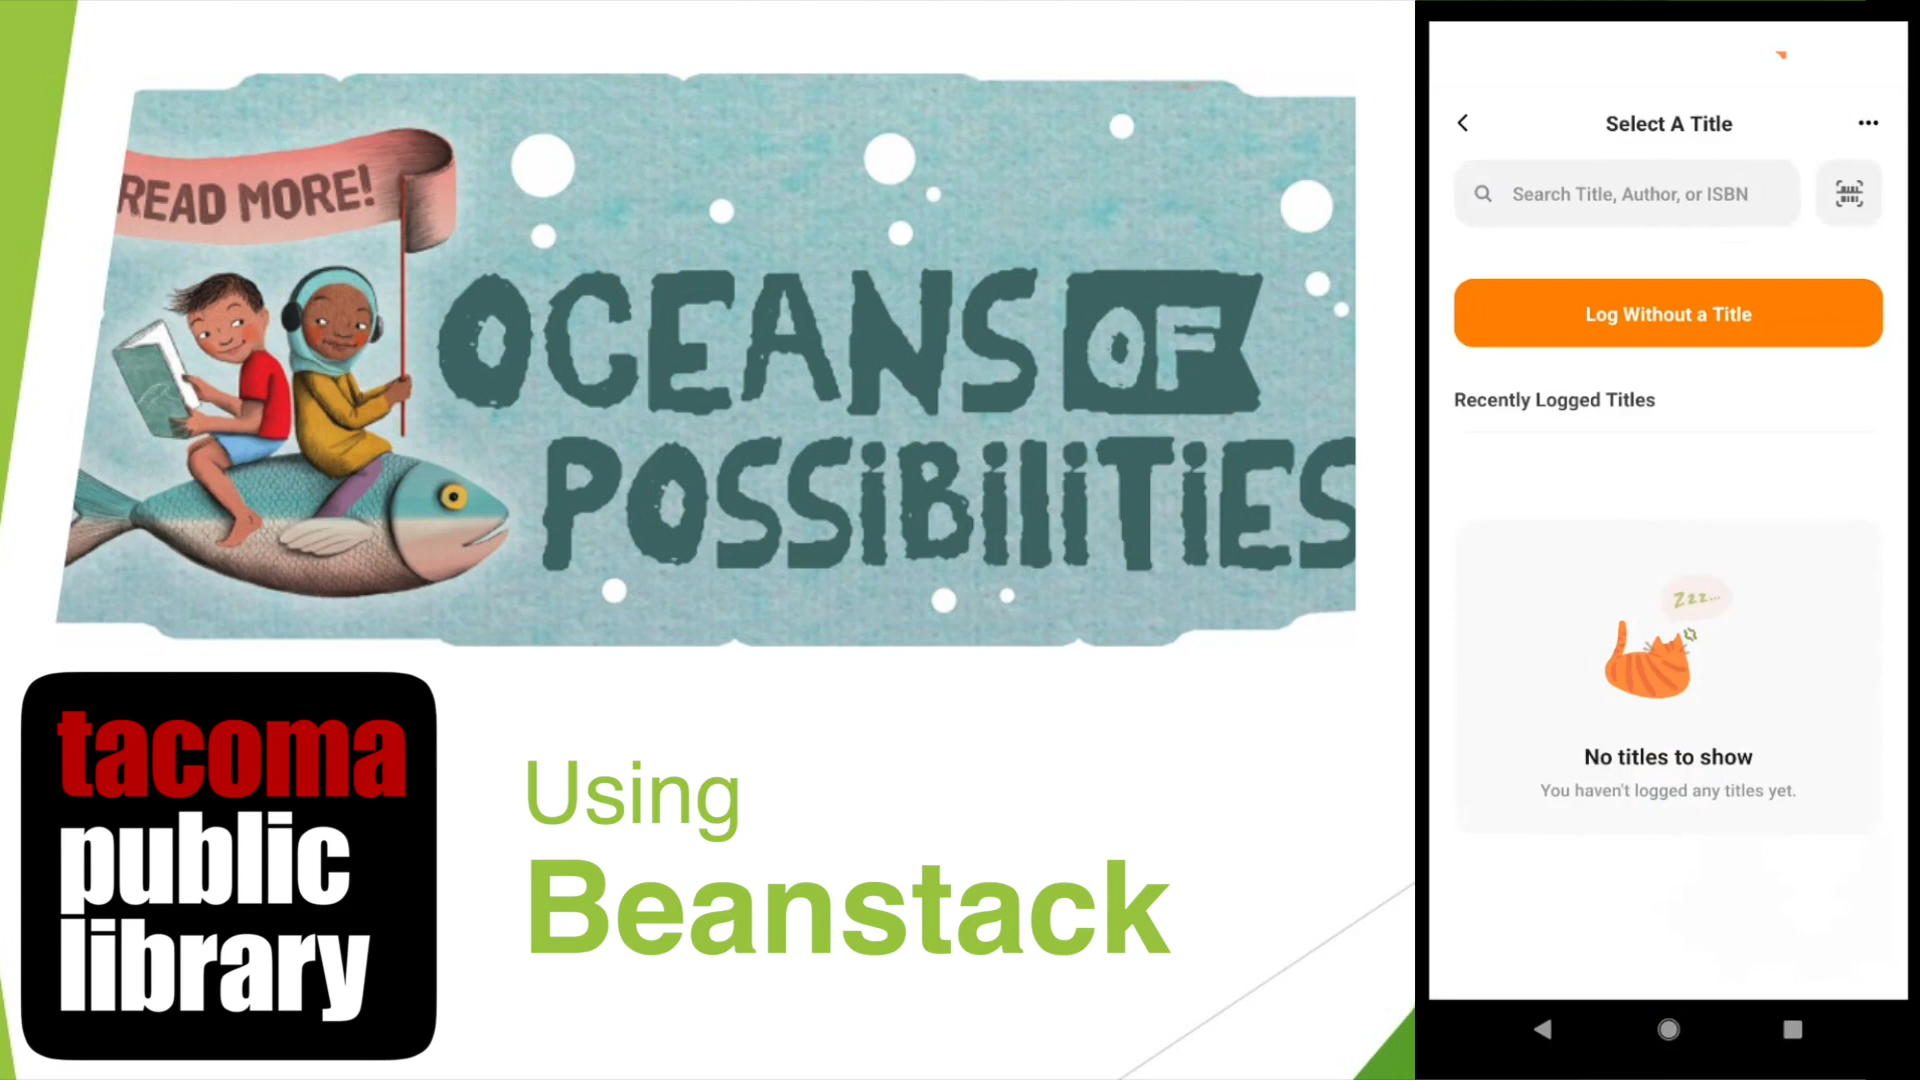 READ MORE!
OCEANS OF
POSSIBILITIES
tacoma
public
library
Using
Beanstack
Select A Title
Search Title, Author, or ISBN
Log Without a Title
Recently Logged Titles
Zzz...
No titles to show
You haven't logged any titles yet.